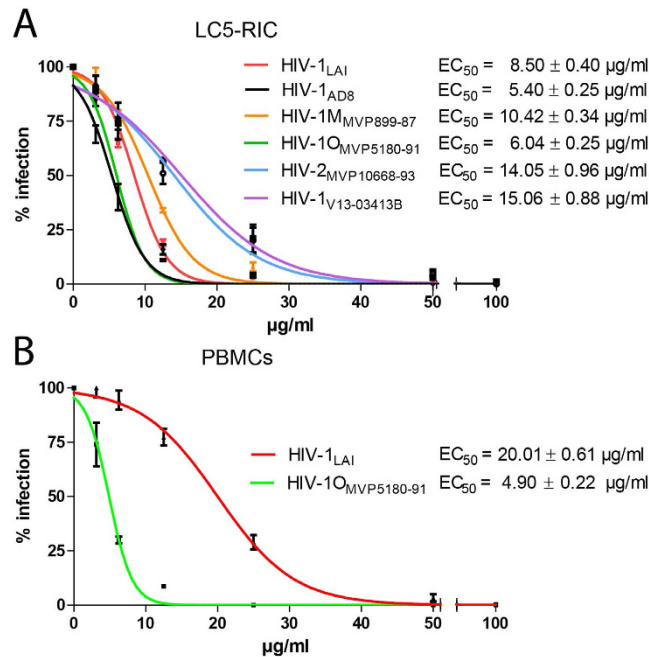 A
LC5-RIC
HIV-1LAI EC50 = 8.50 ± 0.40 µg/ml
HIV-1AD8 EC50 = 5.40 ± 0.25 µg/ml
HIV-1MMVP899-87 EC50 = 10.42 ± 0.34 µg/ml
HIV-1OMVP5180-91 EC50 = 6.04 ± 0.25 µg/ml
HIV-2MVP10668-93 EC50 = 14.05 ± 0.96 µg/ml
HIV-1V13-03413B EC50 = 15.06 ± 0.88 µg/ml
% infection
100
75
50
25
0
0 10 20 30 40 50 100
µg/ml
B
PBMCs
HIV-1LAI EC50 = 20.01 ± 0.61 µg/ml
HIV-1OMVP5180-91 EC50 = 4.90 ± 0.22 µg/ml
% infection
100
75
50
25
0
0 10 20 30 40 50 100
µg/ml